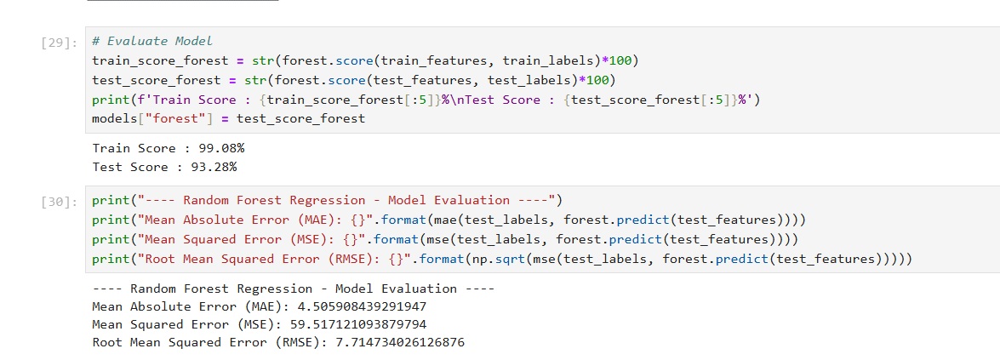 [29]:
# Evaluate Model
train_score_forest = str(forest.score(train_features, train_labels)*100)
test_score_forest = str(forest.score(test_features, test_labels)*100)
print(f'Train Score : {train_score_forest[:5]}%\nTest Score : {test_score_forest[:5]}%')
models["forest"] = test_score_forest
Train Score : 99.08%
Test Score : 93.28%
[30]:
print("---- Random Forest Regression - Model Evaluation ----")
print("Mean Absolute Error (MAE): {}".format(mae(test_labels, forest.predict(test_features))))
print("Mean Squared Error (MSE): {}".format(mse(test_labels, forest.predict(test_features))))
print("Root Mean Squared Error (RMSE): {}".format(np.sqrt(mse(test_labels, forest.predict(test_features)))))
---- Random Forest Regression - Model Evaluation ----
Mean Absolute Error (MAE): 4.505908439291947
Mean Squared Error (MSE): 59.517121093879794
Root Mean Squared Error (RMSE): 7.714734026126876